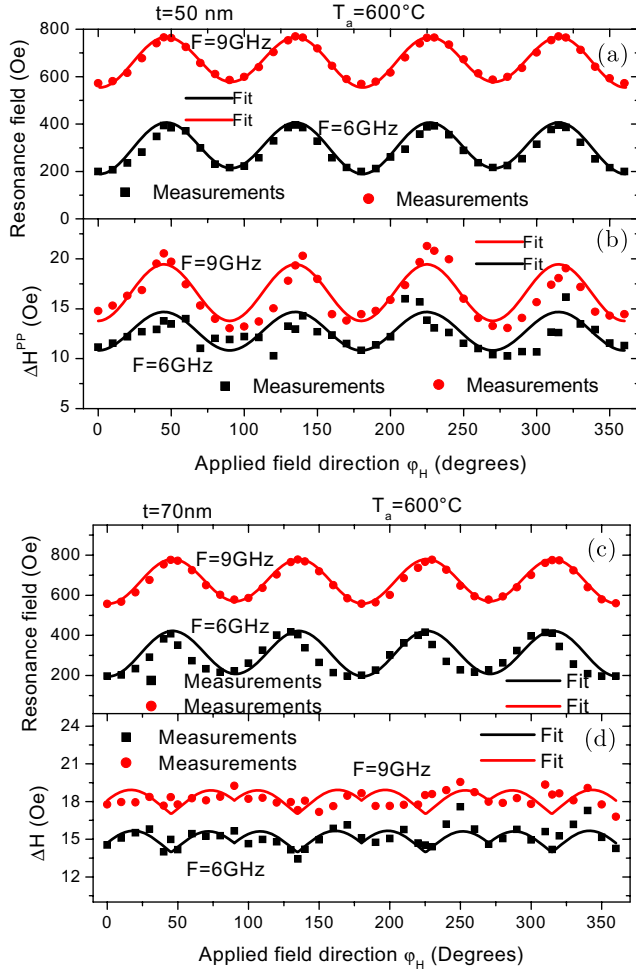 t=50 nm Tₐ=600°C
800
600
400
200
0
Resonance field (Oe)
F=9GHz
(a)
Fit
Fit
F=6GHz
Measurements
Measurements
20
15
10
5
ΔHᴾᴾ (Oe)
F=9GHz
(b)
Fit
Fit
F=6GHz
Measurements
Measurements
0 50 100 150 200 250 300 350
Applied field direction φ_H (degrees)
t=70nm Tₐ=600°C
800
600
400
200
Resonance field (Oe)
F=9GHz
(c)
F=6GHz
Measurements
Measurements
Fit
Fit
24
21
18
15
12
ΔH (Oe)
Measurements
Measurements
Fit
Fit
(d)
F=9GHz
F=6GHz
0 50 100 150 200 250 300 350
Applied field direction φ_H (Degrees)